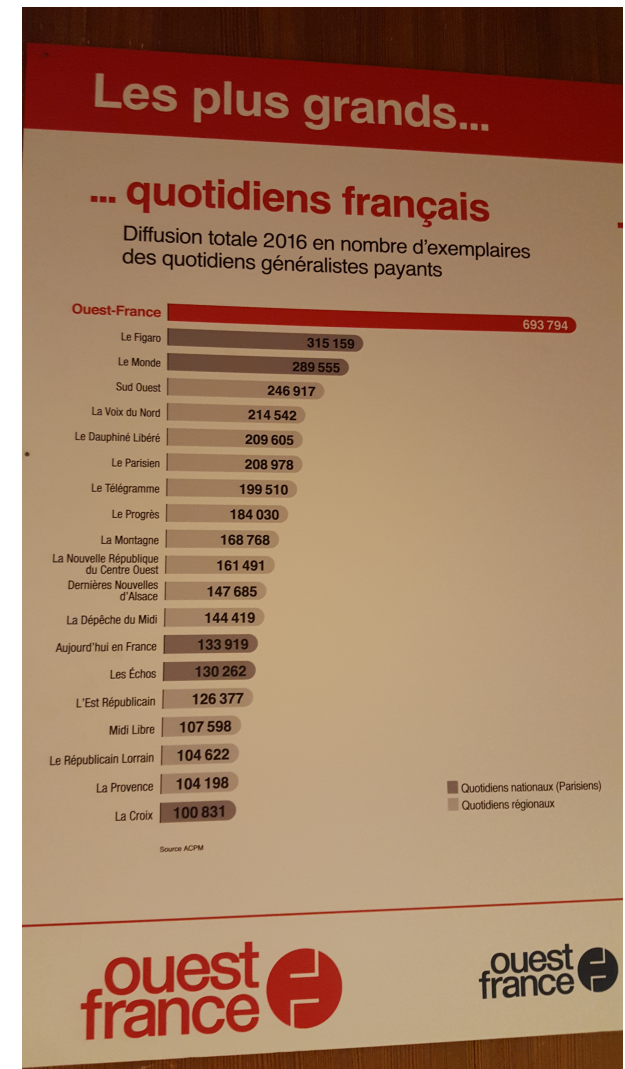 Les plus grands...
... quotidiens français
Diffusion totale 2016 en nombre d'exemplaires
des quotidiens généralistes payants
Ouest-France 693 794
Le Figaro 315 159
Le Monde 289 555
Sud Ouest 246 917
La Voix du Nord 214 542
Le Dauphiné Libéré 209 605
Le Parisien 208 978
Le Télégramme 199 510
Le Progrès 184 030
La Montagne 168 768
La Nouvelle République
du Centre Ouest 161 491
Dernières Nouvelles
d'Alsace 147 685
La Dépêche du Midi 144 419
Aujourd'hui en France 133 919
Les Échos 130 262
L'Est Républicain 126 377
Midi Libre 107 598
Le Républicain Lorrain 104 622
La Provence 104 198
La Croix 100 831
Quotidiens nationaux (Parisiens)
Quotidiens régionaux
Source ACPM
ouest
france
ouest
france